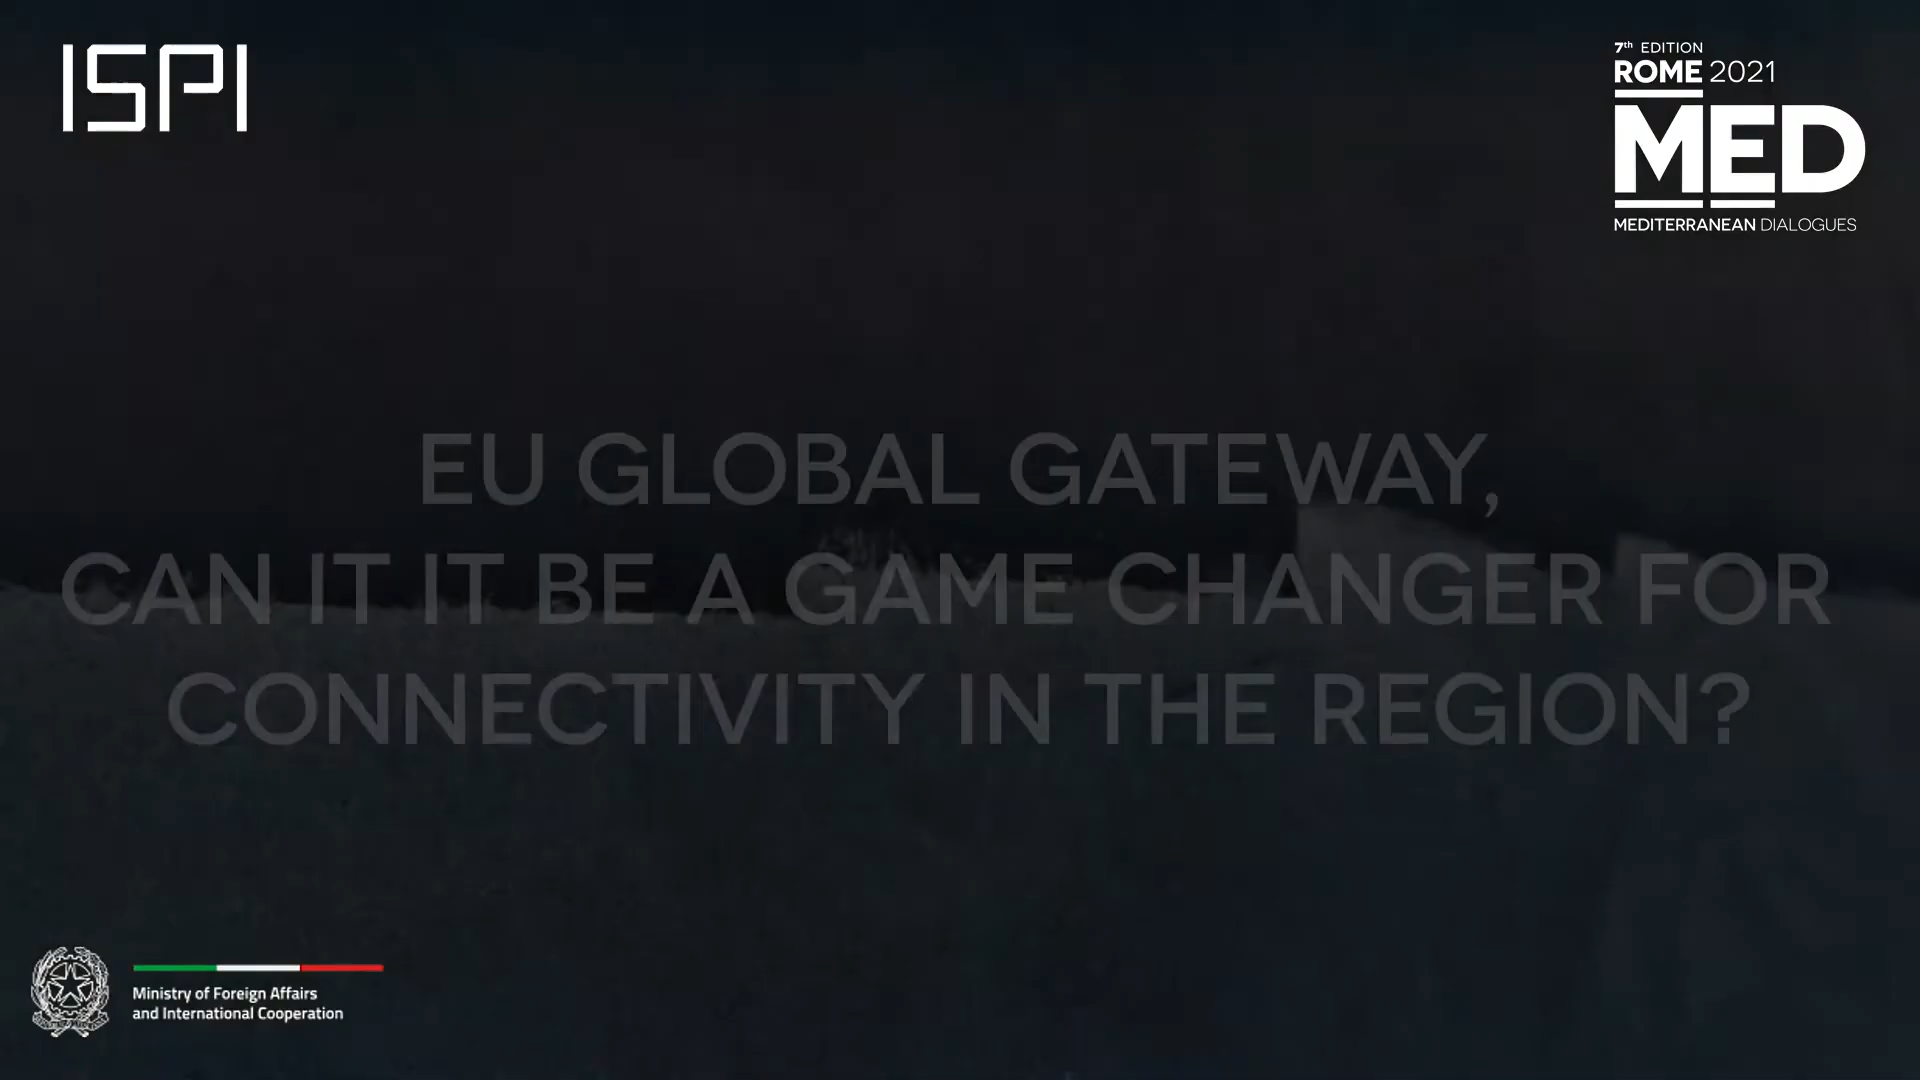 ISPI
7th EDITION
ROME 2021
MED
MEDITERRANEAN DIALOGUES
EU GLOBAL GATEWAY,
CAN IT IT BE A GAME CHANGER FOR
CONNECTIVITY IN THE REGION?
Ministry of Foreign Affairs
and International Cooperation